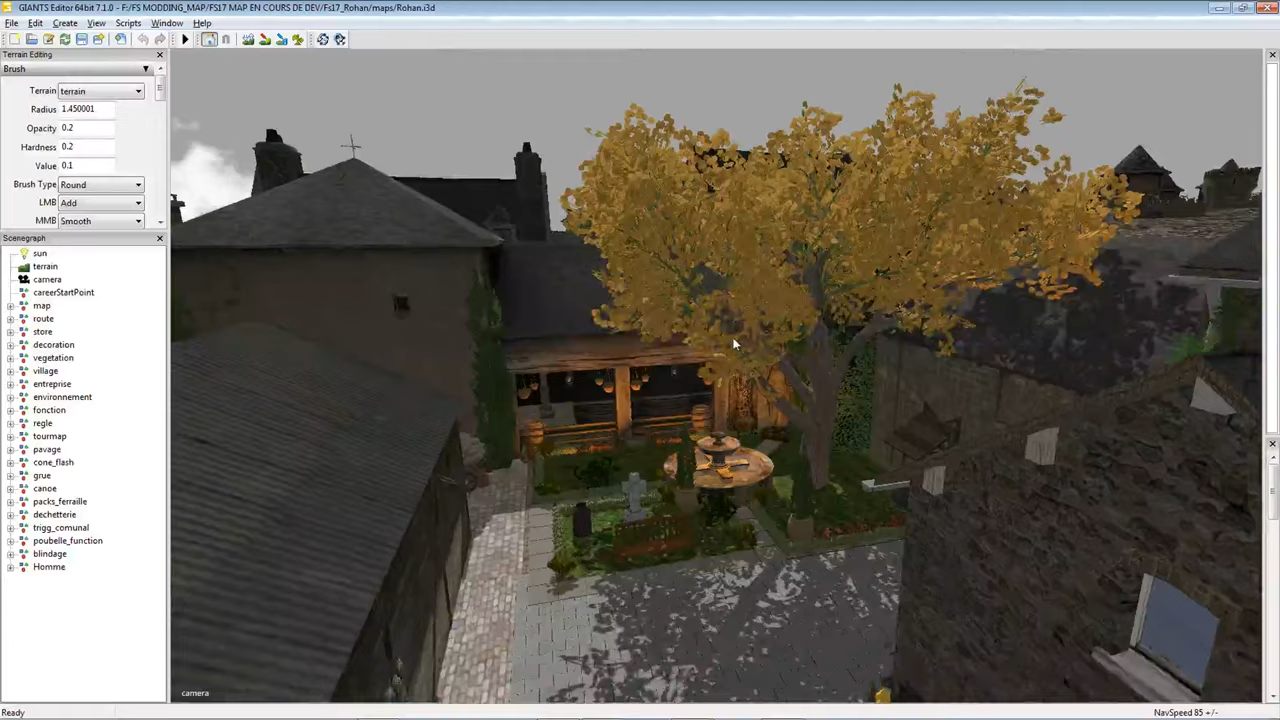 GIANTS Editor 64bit 7.1.0 - F:/FS MODDING_MAP/FS17 MAP EN COURS DE DEV/Fs17_Rohan/maps/Rohan.i3d
File Edit Create View Scripts Window Help
Terrain Editing
Brush
Terrain terrain
Radius 1.450001
Opacity 0.2
Hardness 0.2
Value 0.1
Brush Type Round
LMB Add
MMB Smooth
Scenegraph
sun
terrain
camera
careerStartPoint
map
route
store
decoration
vegetation
village
entreprise
environnement
fonction
regle
tourmap
pavage
cone_flash
grue
canoe
packs_ferraille
dechetterie
trigg_comunal
poubelle_function
blindage
Homme
camera
Ready
NavSpeed 85 +/-